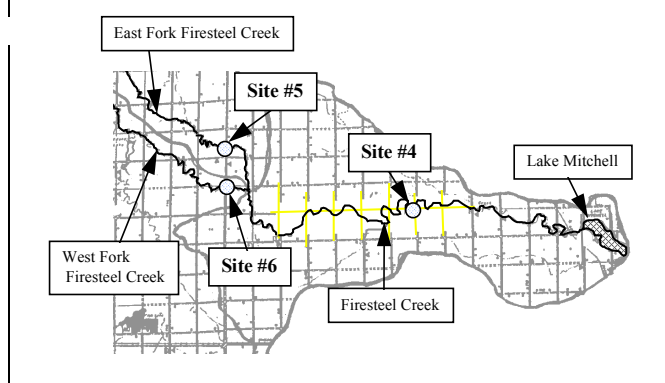 East Fork Firesteel Creek
Site #5
Site #4
Lake Mitchell
West Fork
Firesteel Creek
Site #6
Firesteel Creek